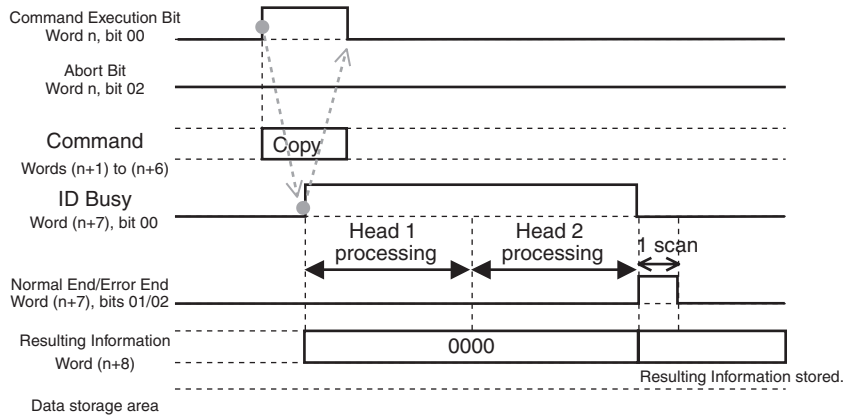 Command Execution Bit
Word n, bit 00
Abort Bit
Word n, bit 02
Command
Words (n+1) to (n+6)
Copy
ID Busy
Word (n+7), bit 00
Head 1
processing
Head 2
processing
1 scan
Normal End/Error End
Word (n+7), bits 01/02
Resulting Information
Word (n+8)
0000
Resulting Information stored.
Data storage area